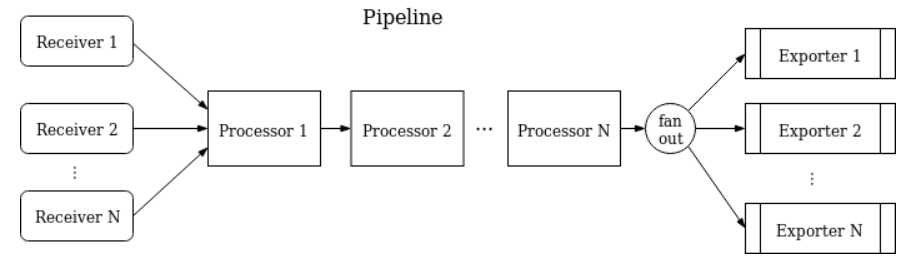 Pipeline
Receiver 1
Receiver 2
⋮
Receiver N
Processor 1
Processor 2
...
Processor N
fan
out
Exporter 1
Exporter 2
⋮
Exporter N